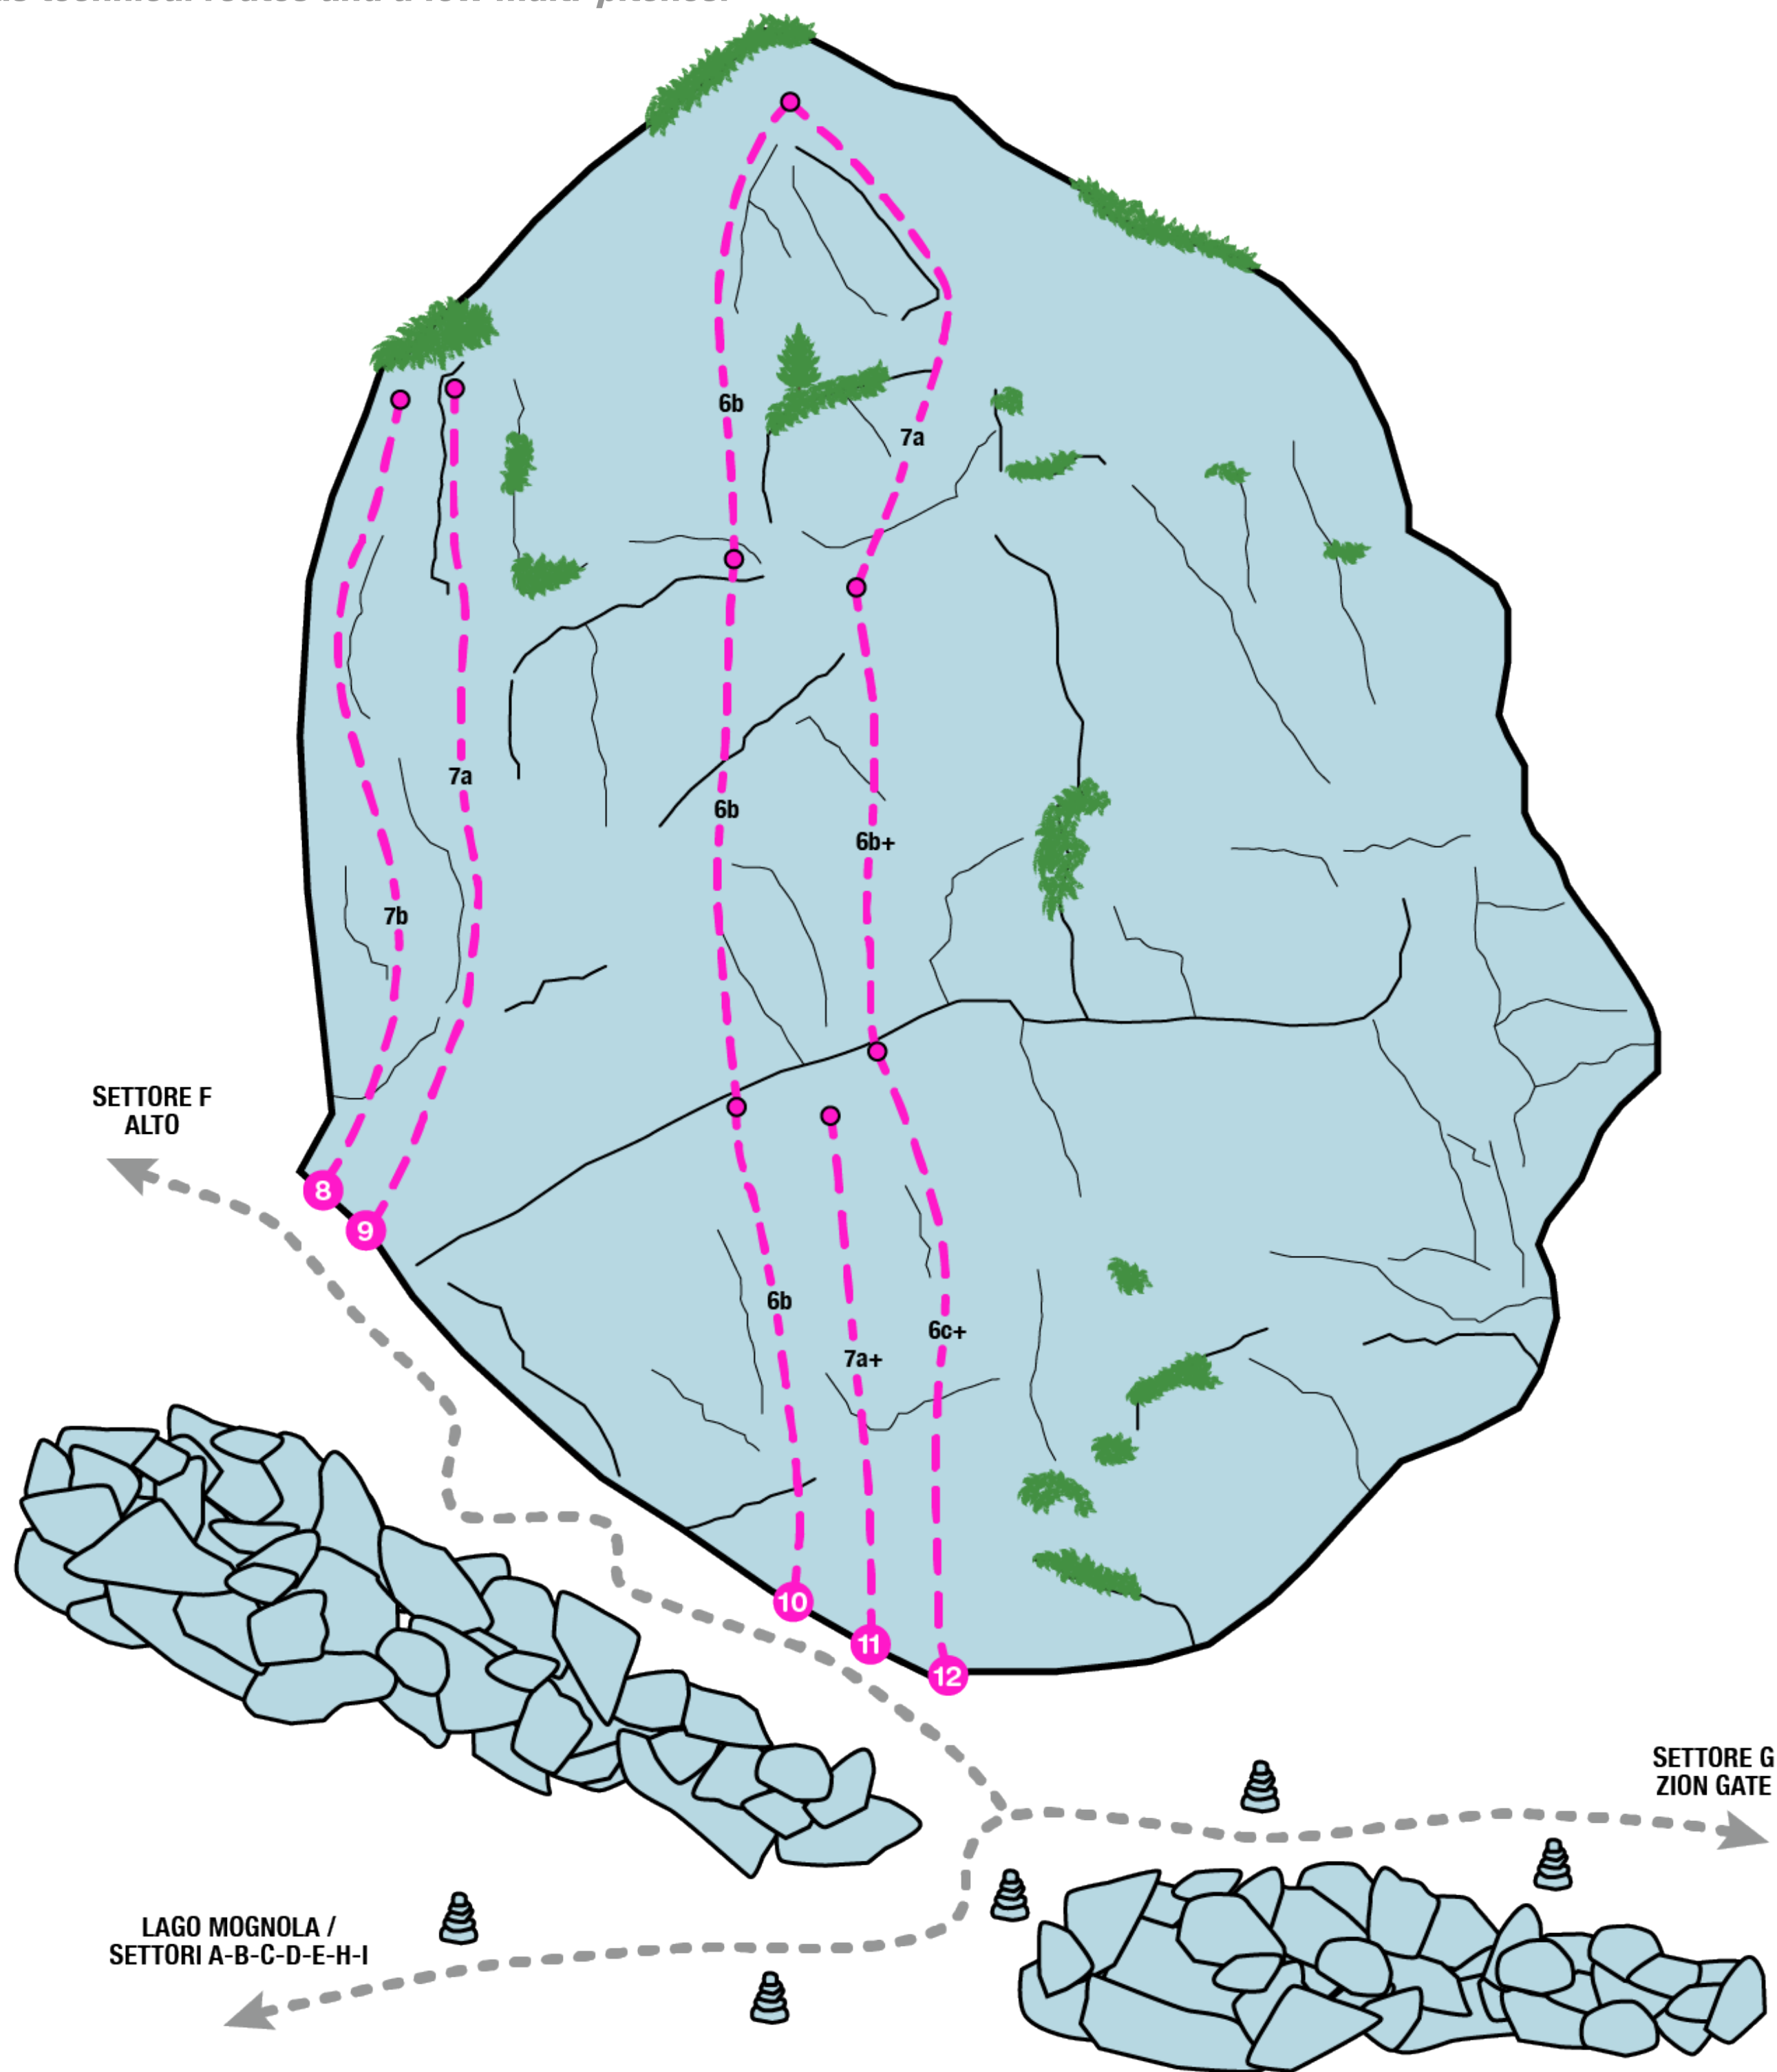 6b
7a
7a
6b
6b+
7b
SETTORE F
ALTO
8
9
6b
6c+
7a+
10
11
12
SETTORE G
ZION GATE
LAGO MOGNOLA /
SETTORI A-B-C-D-E-H-I